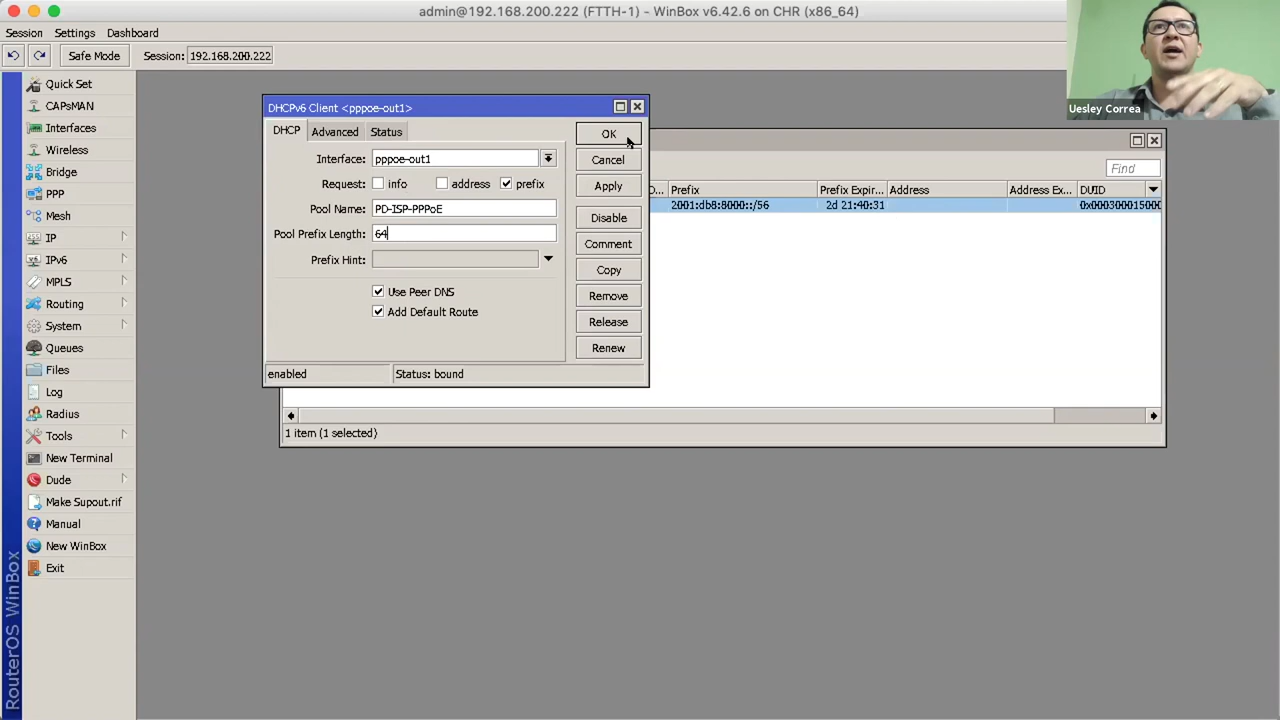 admin@192.168.200.222 (FTTH-1) - WinBox v6.42.6 on CHR (x86_64)
Session Settings Dashboard
Safe Mode Session: 192.168.200.222
Uesley Correa
Quick Set
CAPsMAN
Interfaces
Wireless
Bridge
PPP
Mesh
IP
IPv6
MPLS
Routing
System
Queues
Files
Log
Radius
Tools
New Terminal
Dude
Make Supout.rif
Manual
New WinBox
Exit
RouterOS WinBox
DHCPv6 Client <pppoe-out1>
DHCP Advanced Status
Interface: pppoe-out1
Request: info address prefix
Pool Name: PD-ISP-PPPoE
Pool Prefix Length: 64
Prefix Hint:
Use Peer DNS
Add Default Route
OK
Cancel
Apply
Disable
Comment
Copy
Remove
Release
Renew
enabled Status: bound
Find
D... Prefix Prefix Expir... Address Address Ex... DUID
2001:db8:8000::/56 2d 21:40:31 0x000300015000
1 item (1 selected)